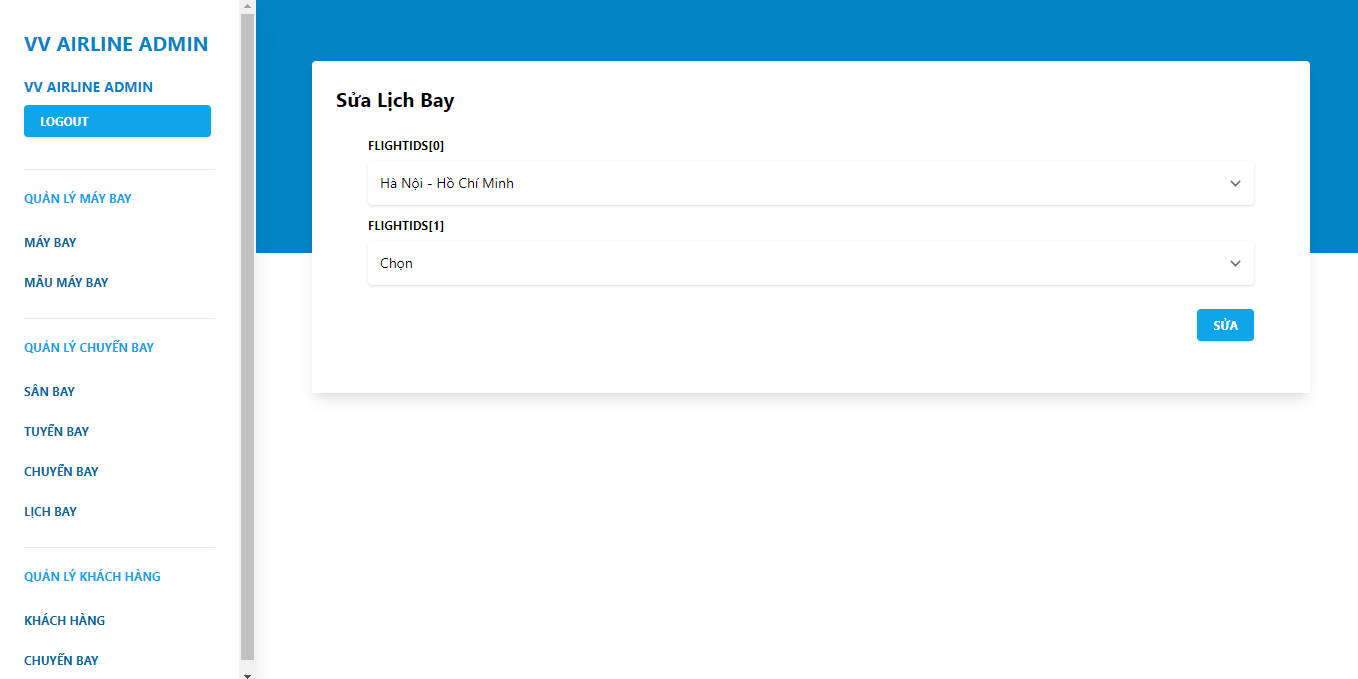 VV AIRLINE ADMIN
VV AIRLINE ADMIN
LOGOUT
QUẢN LÝ MÁY BAY
MÁY BAY
MẪU MÁY BAY
QUẢN LÝ CHUYẾN BAY
SÂN BAY
TUYẾN BAY
CHUYẾN BAY
LỊCH BAY
QUẢN LÝ KHÁCH HÀNG
KHÁCH HÀNG
CHUYẾN BAY
Sửa Lịch Bay
FLIGHTIDS[0]
Hà Nội - Hồ Chí Minh
FLIGHTIDS[1]
Chọn
SỬA